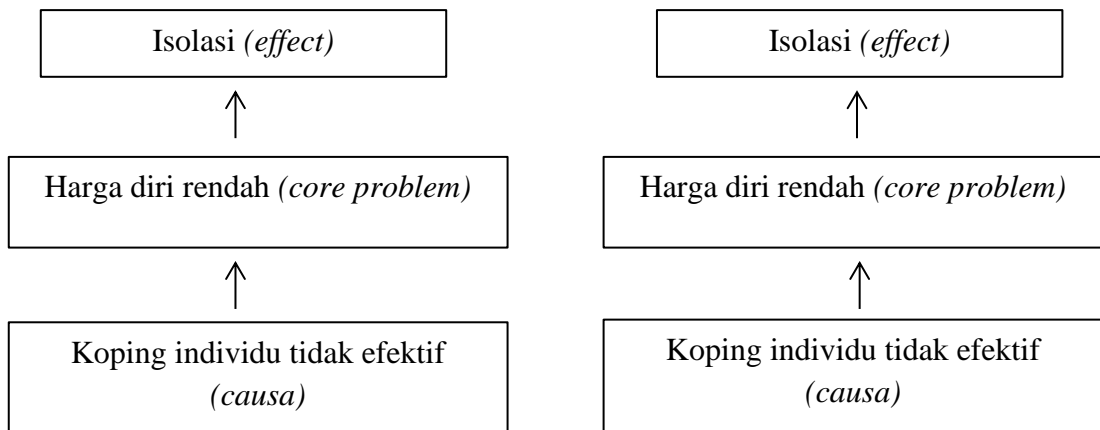 Isolasi (effect)
Harga diri rendah (core problem)
Koping individu tidak efektif
(causa)
Isolasi (effect)
Harga diri rendah (core problem)
Koping individu tidak efektif
(causa)